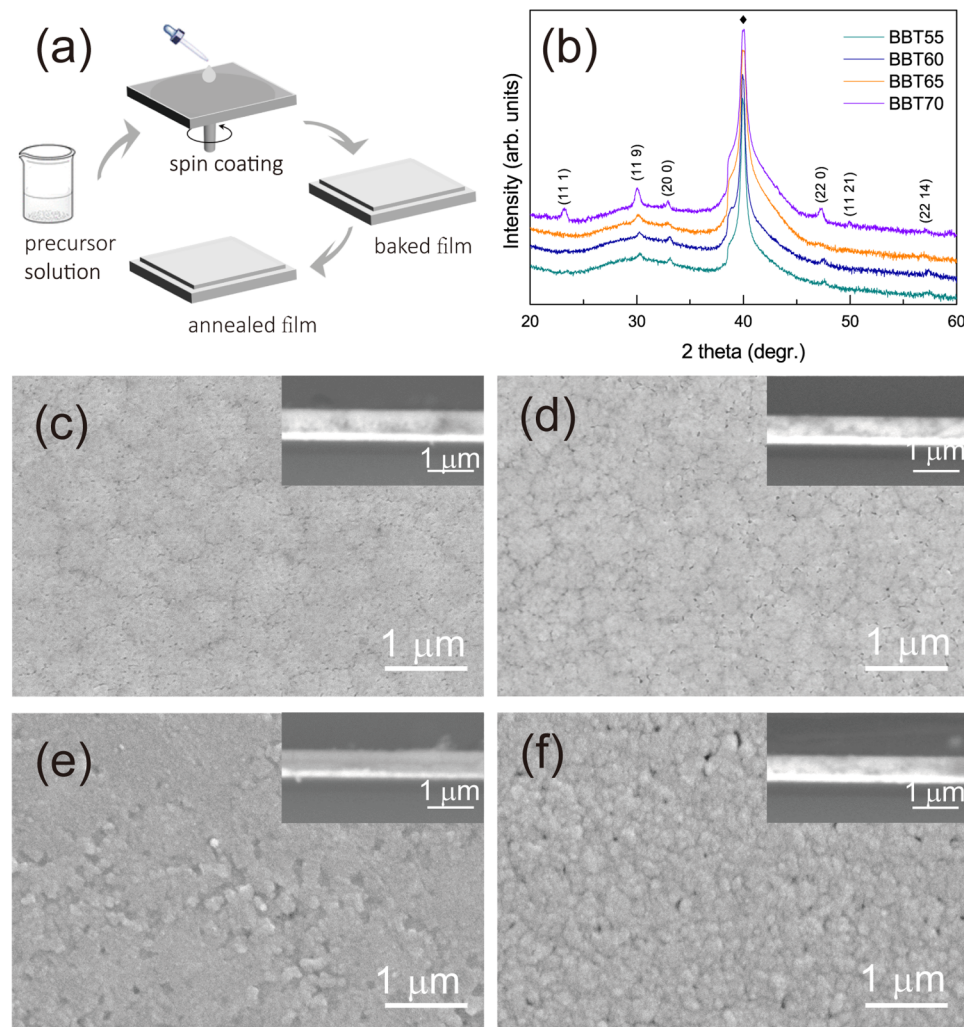 (a)
spin coating
precursor
solution
baked film
annealed film
(b)
BBT55
BBT60
BBT65
BBT70
Intensity (arb. units)
(11 1)
(11 9)
(20 0)
(22 0)
(11 21)
(22 14)
20
30
40
50
60
2 theta (degr.)
(c)
1 μm
1 μm
(d)
1 μm
1 μm
(e)
1 μm
1 μm
(f)
1 μm
1 μm